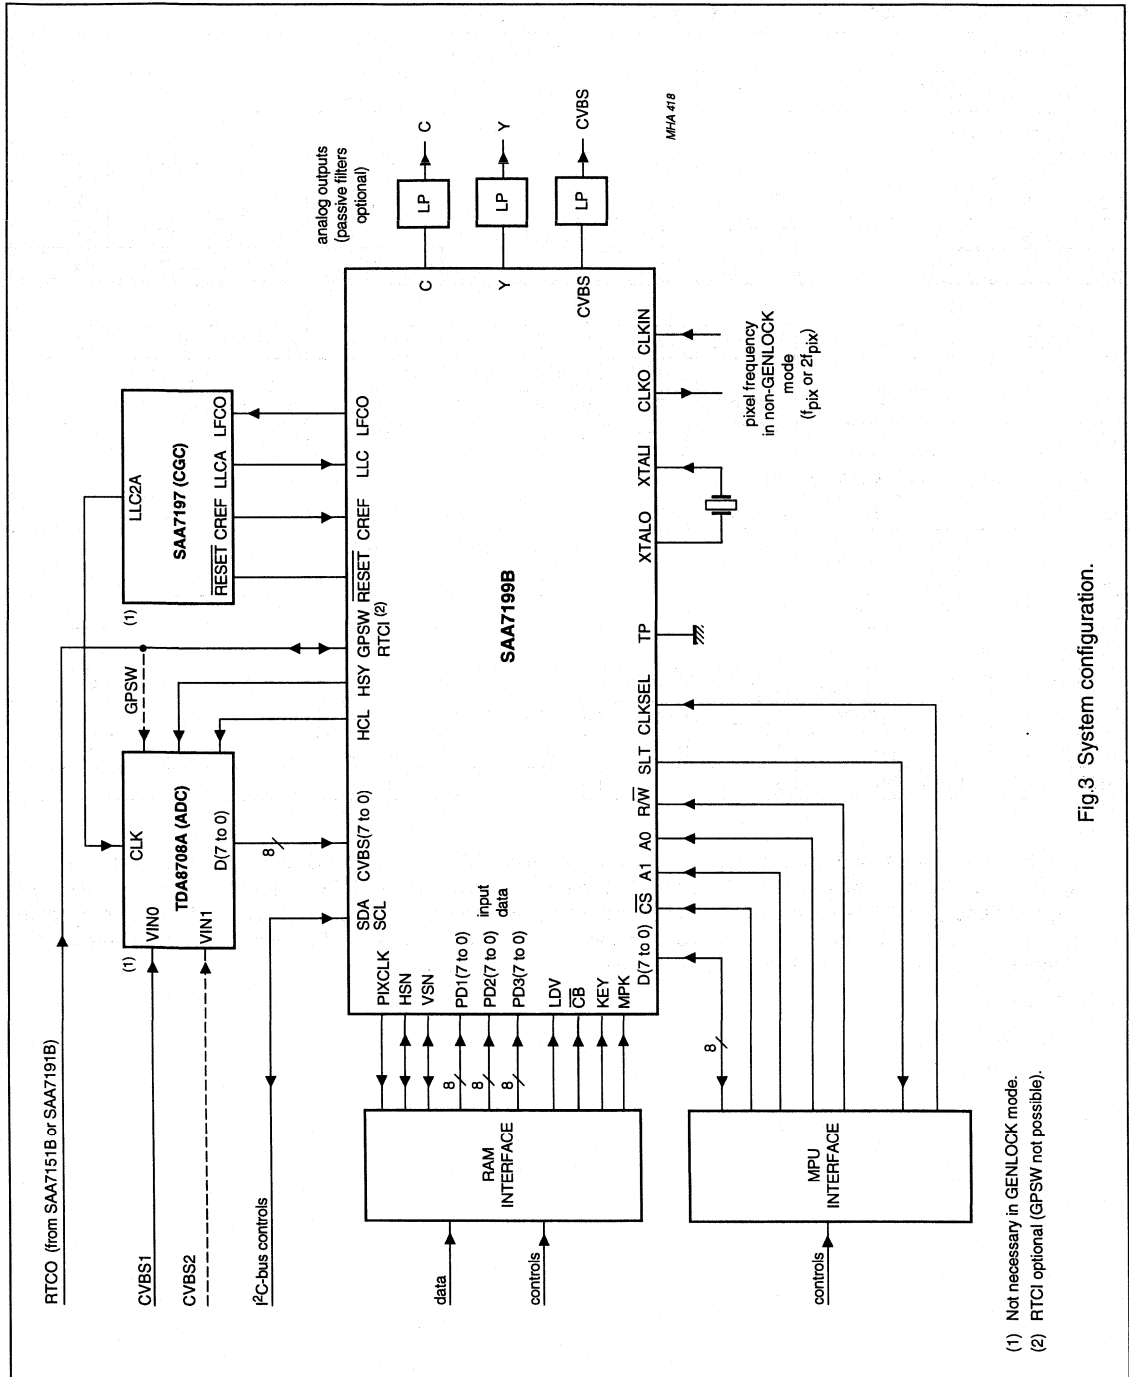 RTCO (from SAA7151B or SAA7191B)
CVBS1
CVBS2
I²C-bus controls
data
controls
controls
(1)
VIN0
VIN1
TDA8708A (ADC)
CLK
D(7 to 0)
GPSW
(1)
LLC2A
SAA7197 (CGC)
RESET CREF LLCA LFCO
analog outputs
(passive filters
optional)
LP
C
LP
Y
LP
CVBS
MHA 418
8
SDA
SCL
CVBS(7 to 0)
HCL
HSY
GPSW
RTCI (2)
RESET
CREF
LLC
LFCO
C
Y
CVBS
PIXCLK
HSN
VSN
PD1(7 to 0)
PD2(7 to 0)
PD3(7 to 0)
input
data
LDV
CB
KEY
MPK
8
8
8
RAM
INTERFACE
SAA7199B
D(7 to 0)
CS
A1
A0
R/W
SLT
CLKSEL
TP
XTALO
XTALI
CLKO
CLKIN
pixel frequency
in non-GENLOCK
mode
(fpix or 2fpix)
8
MPU
INTERFACE
(1) Not necessary in GENLOCK mode.
(2) RTCI optional (GPSW not possible).
Fig.3 System configuration.